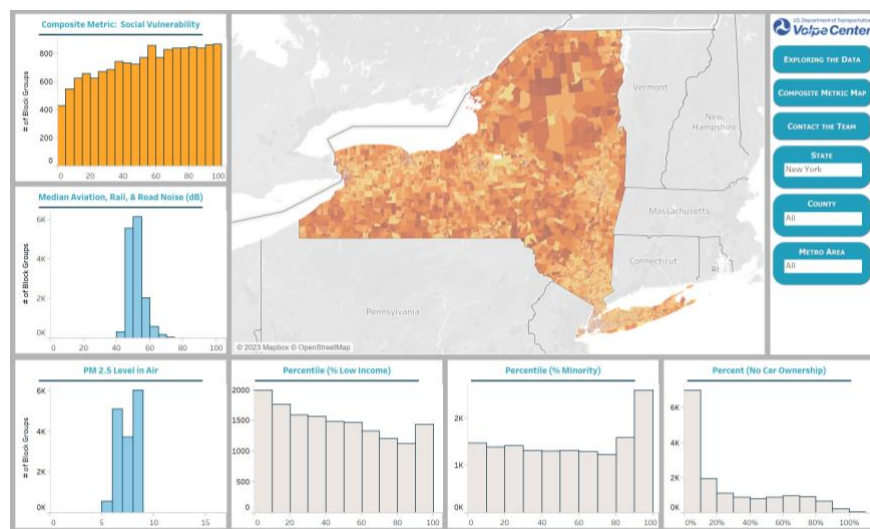 Composite Metric: Social Vulnerability
# of Block Groups
800
600
400
200
0
0 20 40 60 80 100
Median Aviation, Rail, & Road Noise (dB)
# of Block Groups
6K
4K
2K
0K
0 20 40 60 80 100
Vermont
New
Hampshire
Massachusetts
Connecticut
RI
Pennsylvania
© 2023 Mapbox © OpenStreetMap
U.S. Department of Transportation
Volpe Center
EXPLORING THE DATA
COMPOSITE METRIC MAP
CONTACT THE TEAM
STATE
New York
COUNTY
All
METRO AREA
All
PM 2.5 Level in Air
# of Block Groups
6K
4K
2K
0K
0 5 10 15
Percentile (% Low Income)
2000
1500
1000
500
0
0 20 40 60 80 100
Percentile (% Minority)
2K
1K
0K
0 20 40 60 80 100
Percent (No Car Ownership)
6K
4K
2K
0K
0% 20% 40% 60% 80% 100%